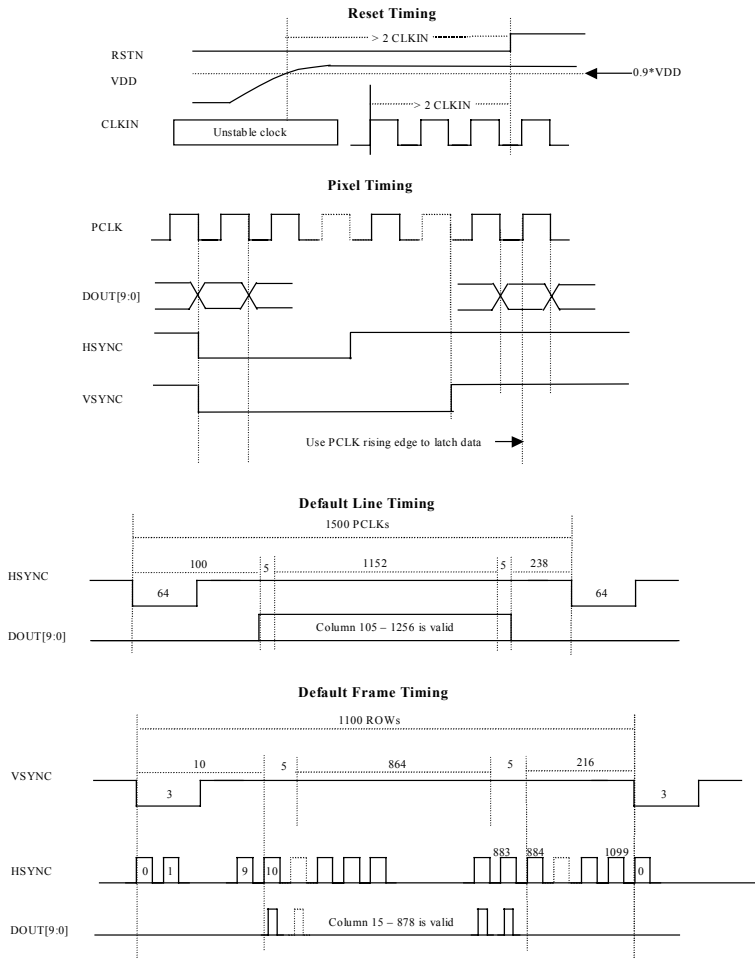 Reset Timing
> 2 CLKIN
RSTN
VDD
0.9*VDD
> 2 CLKIN
CLKIN
Unstable clock
Pixel Timing
PCLK
DOUT[9:0]
HSYNC
VSYNC
Use PCLK rising edge to latch data
Default Line Timing
1500 PCLKs
100 5 1152 5 238
HSYNC
64 64
DOUT[9:0]
Column 105 – 1256 is valid
Default Frame Timing
1100 ROWs
10 5 864 5 216
VSYNC
3 3
883 884 1099
HSYNC
0 1 9 10 0
DOUT[9:0]
Column 15 – 878 is valid